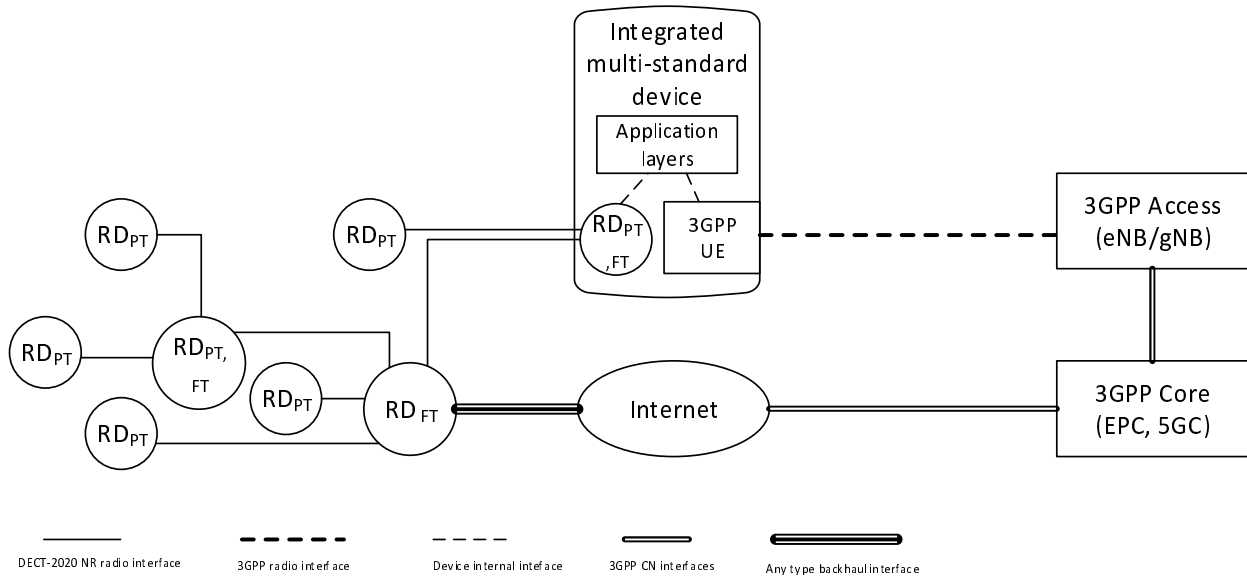 Integrated
multi-standard
device
Application
layers
RDPT
,FT
3GPP
UE
3GPP Access
(eNB/gNB)
RDPT
RDPT
RDPT
RDPT,
FT
RDPT
RDPT
RD FT
Internet
3GPP Core
(EPC, 5GC)
DECT-2020 NR radio interface
3GPP radio interface
Device internal inteface
3GPP CN interfaces
Any type backhaul interface